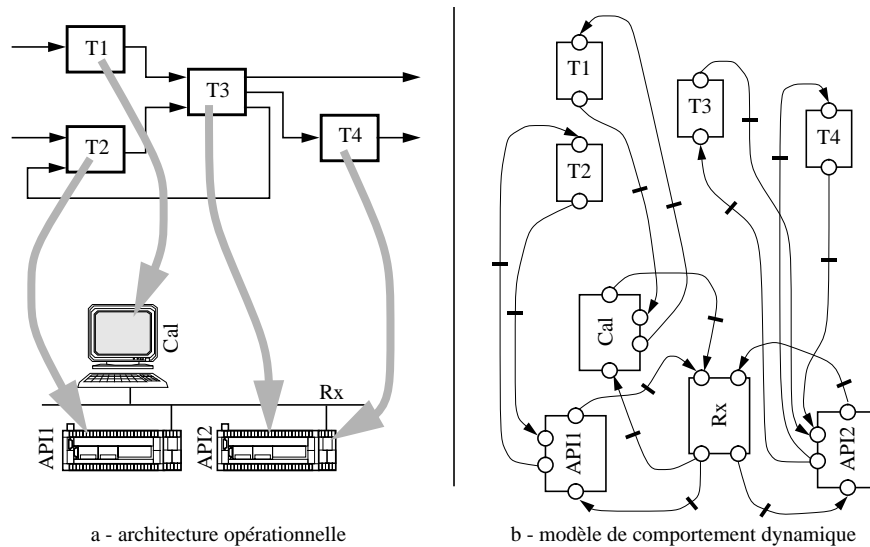 T1
T3
T2
T4
Cal
Rx
API1
API2
a - architecture opérationnelle
T1
T3
T4
T2
Cal
Rx
API1
API2
b - modèle de comportement dynamique